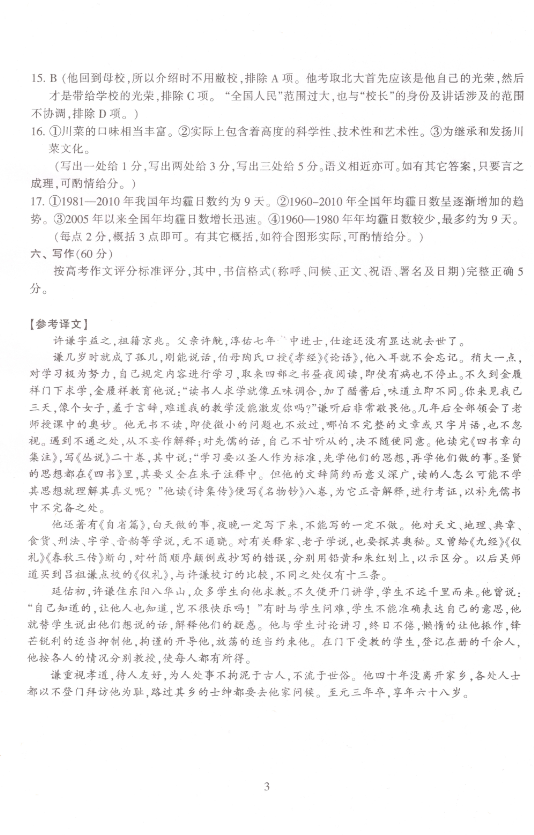 15. B (他回到母校,所以介绍时不用敝校,排除 A 项。他考取北大首先应该是他自己的光荣,然后
才是带给学校的光荣,排除 C 项。 “全国人民”范围过大,也与“校长”的身份及讲话涉及的范围
不协调,排除 D 项。)
16. ①川菜的口味相当丰富。②实际上包含着高度的科学性、技术性和艺术性。③为继承和发扬川
菜文化。
(写出一处给 1 分,写出两处给 3 分,写出三处给 5 分。语义相近亦可。如有其它答案,只要言之
成理,可酌情给分。)
17. ①1981—2010 年我国年均霾日数约为 9 天。②1960-2010 年全国年均霾日数呈逐渐增加的趋
势。③2005 年以来全国年均霾日数增长迅速。④1960—1980 年年均霾日数较少,最多约为 9 天。
(每点 2 分,概括 3 点即可。有其它概括,如符合图形实际,可酌情给分。)
六、写作(60 分)
按高考作文评分标准评分,其中,书信格式(称呼、问候、正文、祝语、署名及日期)完整正确 5
分。
【参考译文】
许谦字益之,祖籍京兆。父亲许觥,淳佑七年 中进士,仕途还没有显达就去世了。
谦几岁时就成了孤儿,刚能说话,伯母陶氏口授《孝经》《论语》,他入耳就不会忘记。稍大一点,
对学习极为努力,自己规定内容进行学习,取来四部之书昼夜阅读,即使有病也不停止。不久到金履
祥门下求学,金履祥教育他说:“读书人求学就像五味调合,加了醋酱后,味道立即不同。你来见我已
三天,像个女子,羞于言辞,难道我的教学没能激发你吗?”谦听后非常敬畏他。几年后全部领会了老
师授课中的奥妙。他无书不读,即使微小的问题也不放过,哪怕不完整的文章或只字片语,也不忽
视。遇到不通之处,从不妄作解释;对先儒的话,自己不甘听从的,决不随便同意。他读完《四书章句
集注》,写《丛说》二十卷,其中说:“学习要以圣人作为标准,先学他们的思想,再学他们做的事。圣贤
的思想都在《四书》里,其要义全在朱子注释中。但他的文辞简约而意义深广,读的人怎么可能不学
其思想就理解其真义呢?”他读《诗集传》便写《名物钞》八卷,为它正音解释,进行考证,以补先儒书
中不完备之处。
他还著有《自省篇》,白天做的事,夜晚一定写下来,不能写的一定不做。他对天文、地理、典章、
食货、刑法、字学、音韵等学说,无不通晓。对有关释家、老子学说,也要探其奥秘。又曾给《九经》《仪
礼》《春秋三传》断句,对竹简顺序颠倒或抄写的错误,分别用铅黄和朱红划上,以示区分。以后吴师
道买到吕祖谦点校的《仪礼》,与许谦校订的比较,不同之处仅有十三条。
延佑初,许谦住东阳八华山,众多学生向他求教。不久便开门讲学,学生不远千里而来。他曾说:
“自己知道的,让他人也知道,岂不很快乐吗!”有时与学生问难,学生不能准确表达自己的意思,他
就替学生说出他们想说的话,解释他们的疑惑。他与学生讨论讲习,终日不倦,懒惰的让他振作,锋
芒锐利的适当抑制他,拘谨的开导他,放荡的适当约束他。在门下受教的学生,登记在册的千余人,
他按各人的情况分别教授,使每人都有所得。
谦重视孝道,待人友好,为人处事不拘泥于古人,不流于世俗。他四十年没离开家乡,各处人士
都以不登门拜访他为耻,路过其乡的士绅都要去他家问候。至元三年卒,享年六十八岁。
3